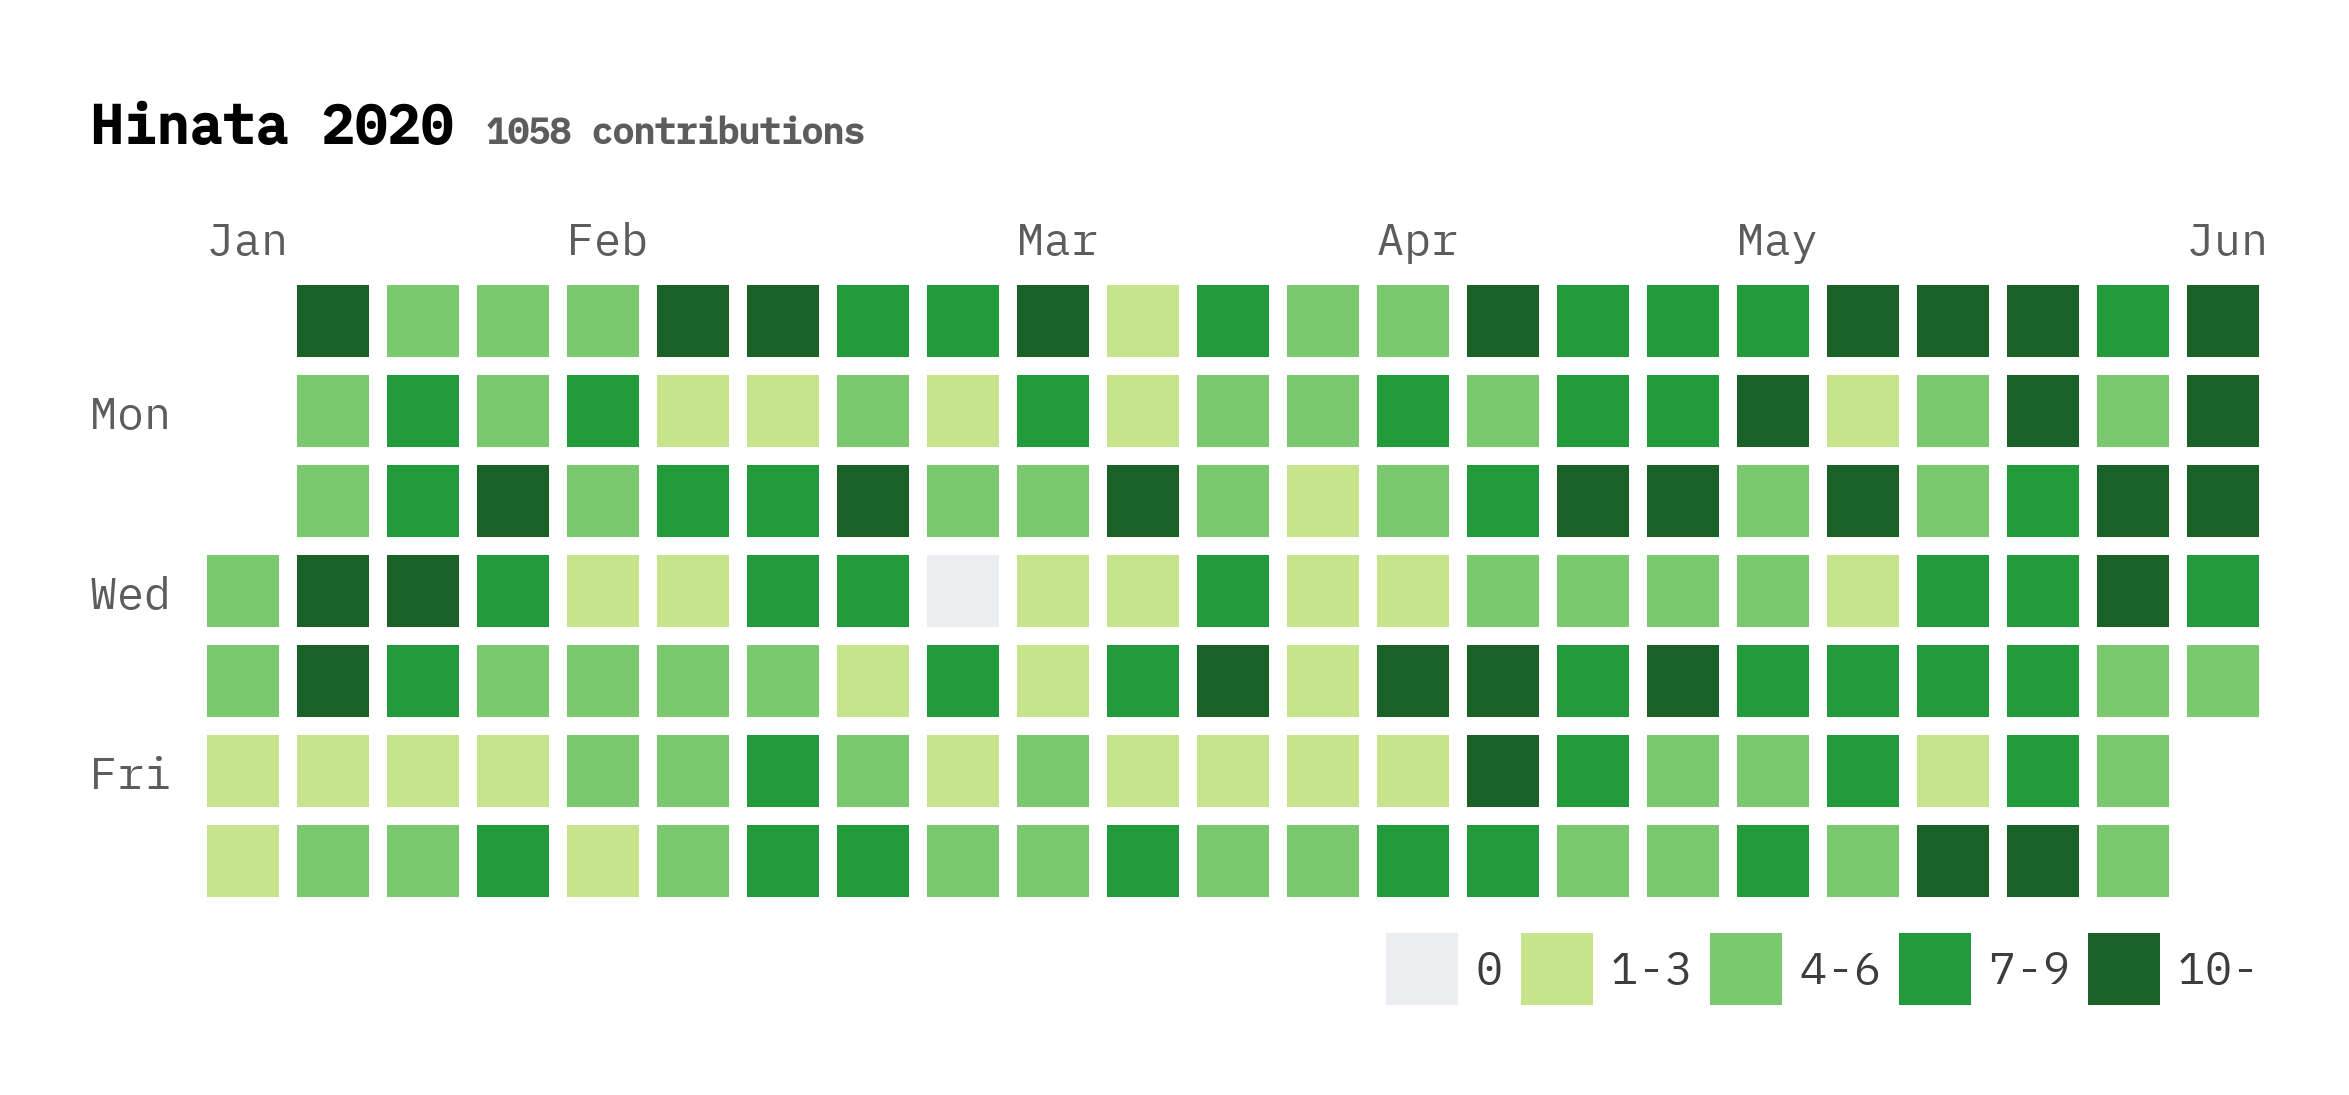 Hinata 2020 1058 contributions
Jan Feb Mar Apr May Jun
Mon
Wed
Fri
0 1-3 4-6 7-9 10-